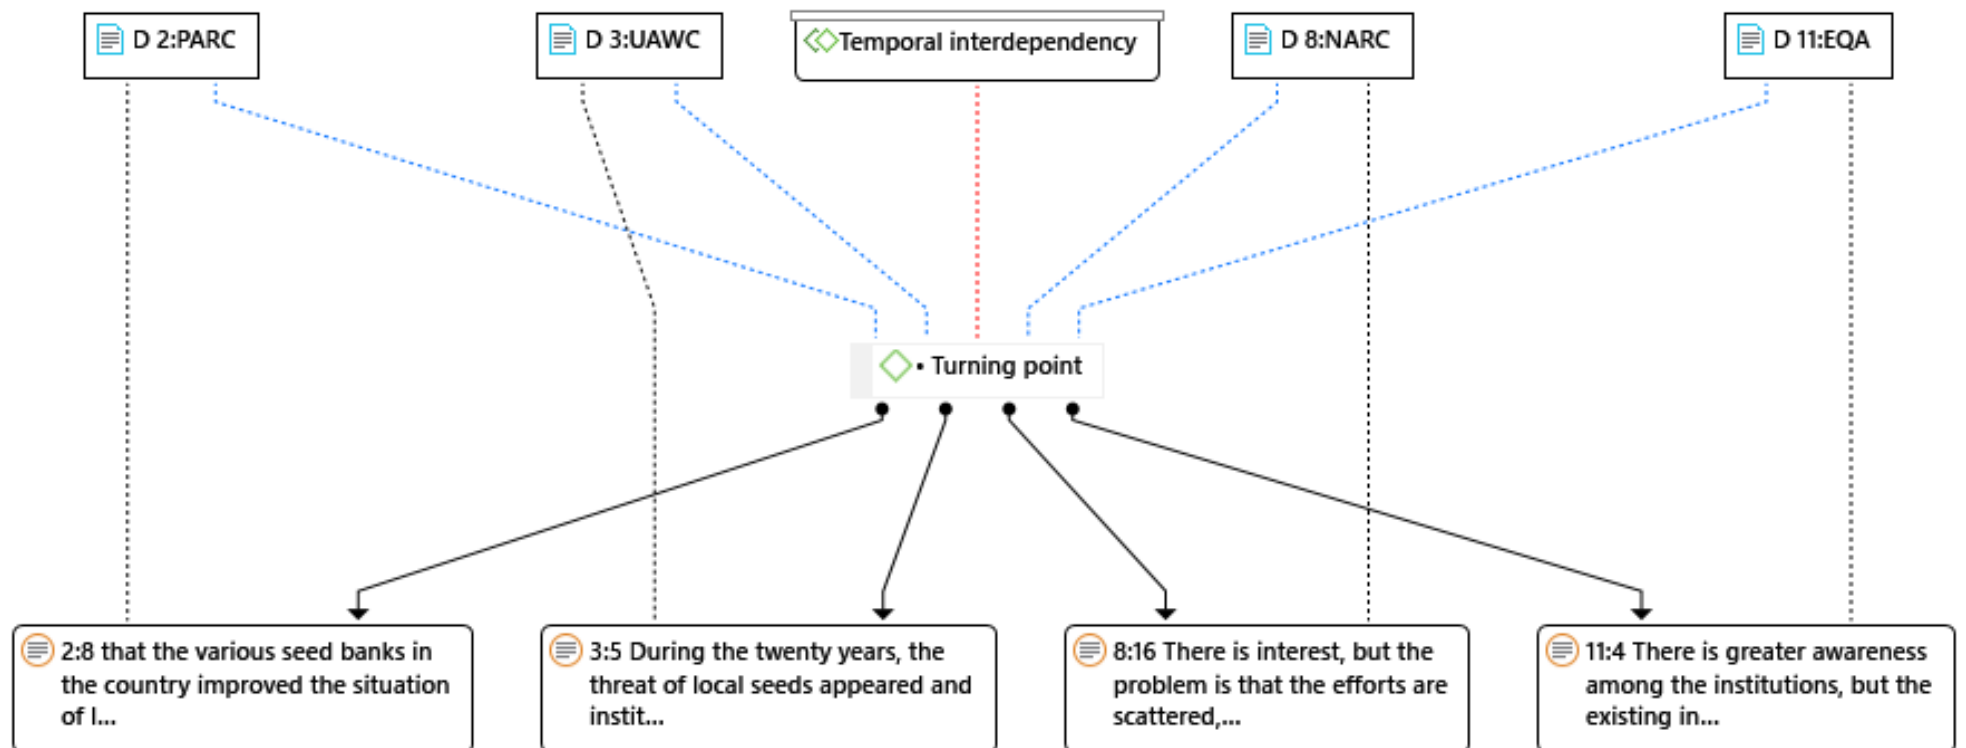 D 2:PARC
D 3:UAWC
Temporal interdependency
D 8:NARC
D 11:EQA
• Turning point
2:8 that the various seed banks in
the country improved the situation
of l...
3:5 During the twenty years, the
threat of local seeds appeared and
instit...
8:16 There is interest, but the
problem is that the efforts are
scattered,...
11:4 There is greater awareness
among the institutions, but the
existing in...